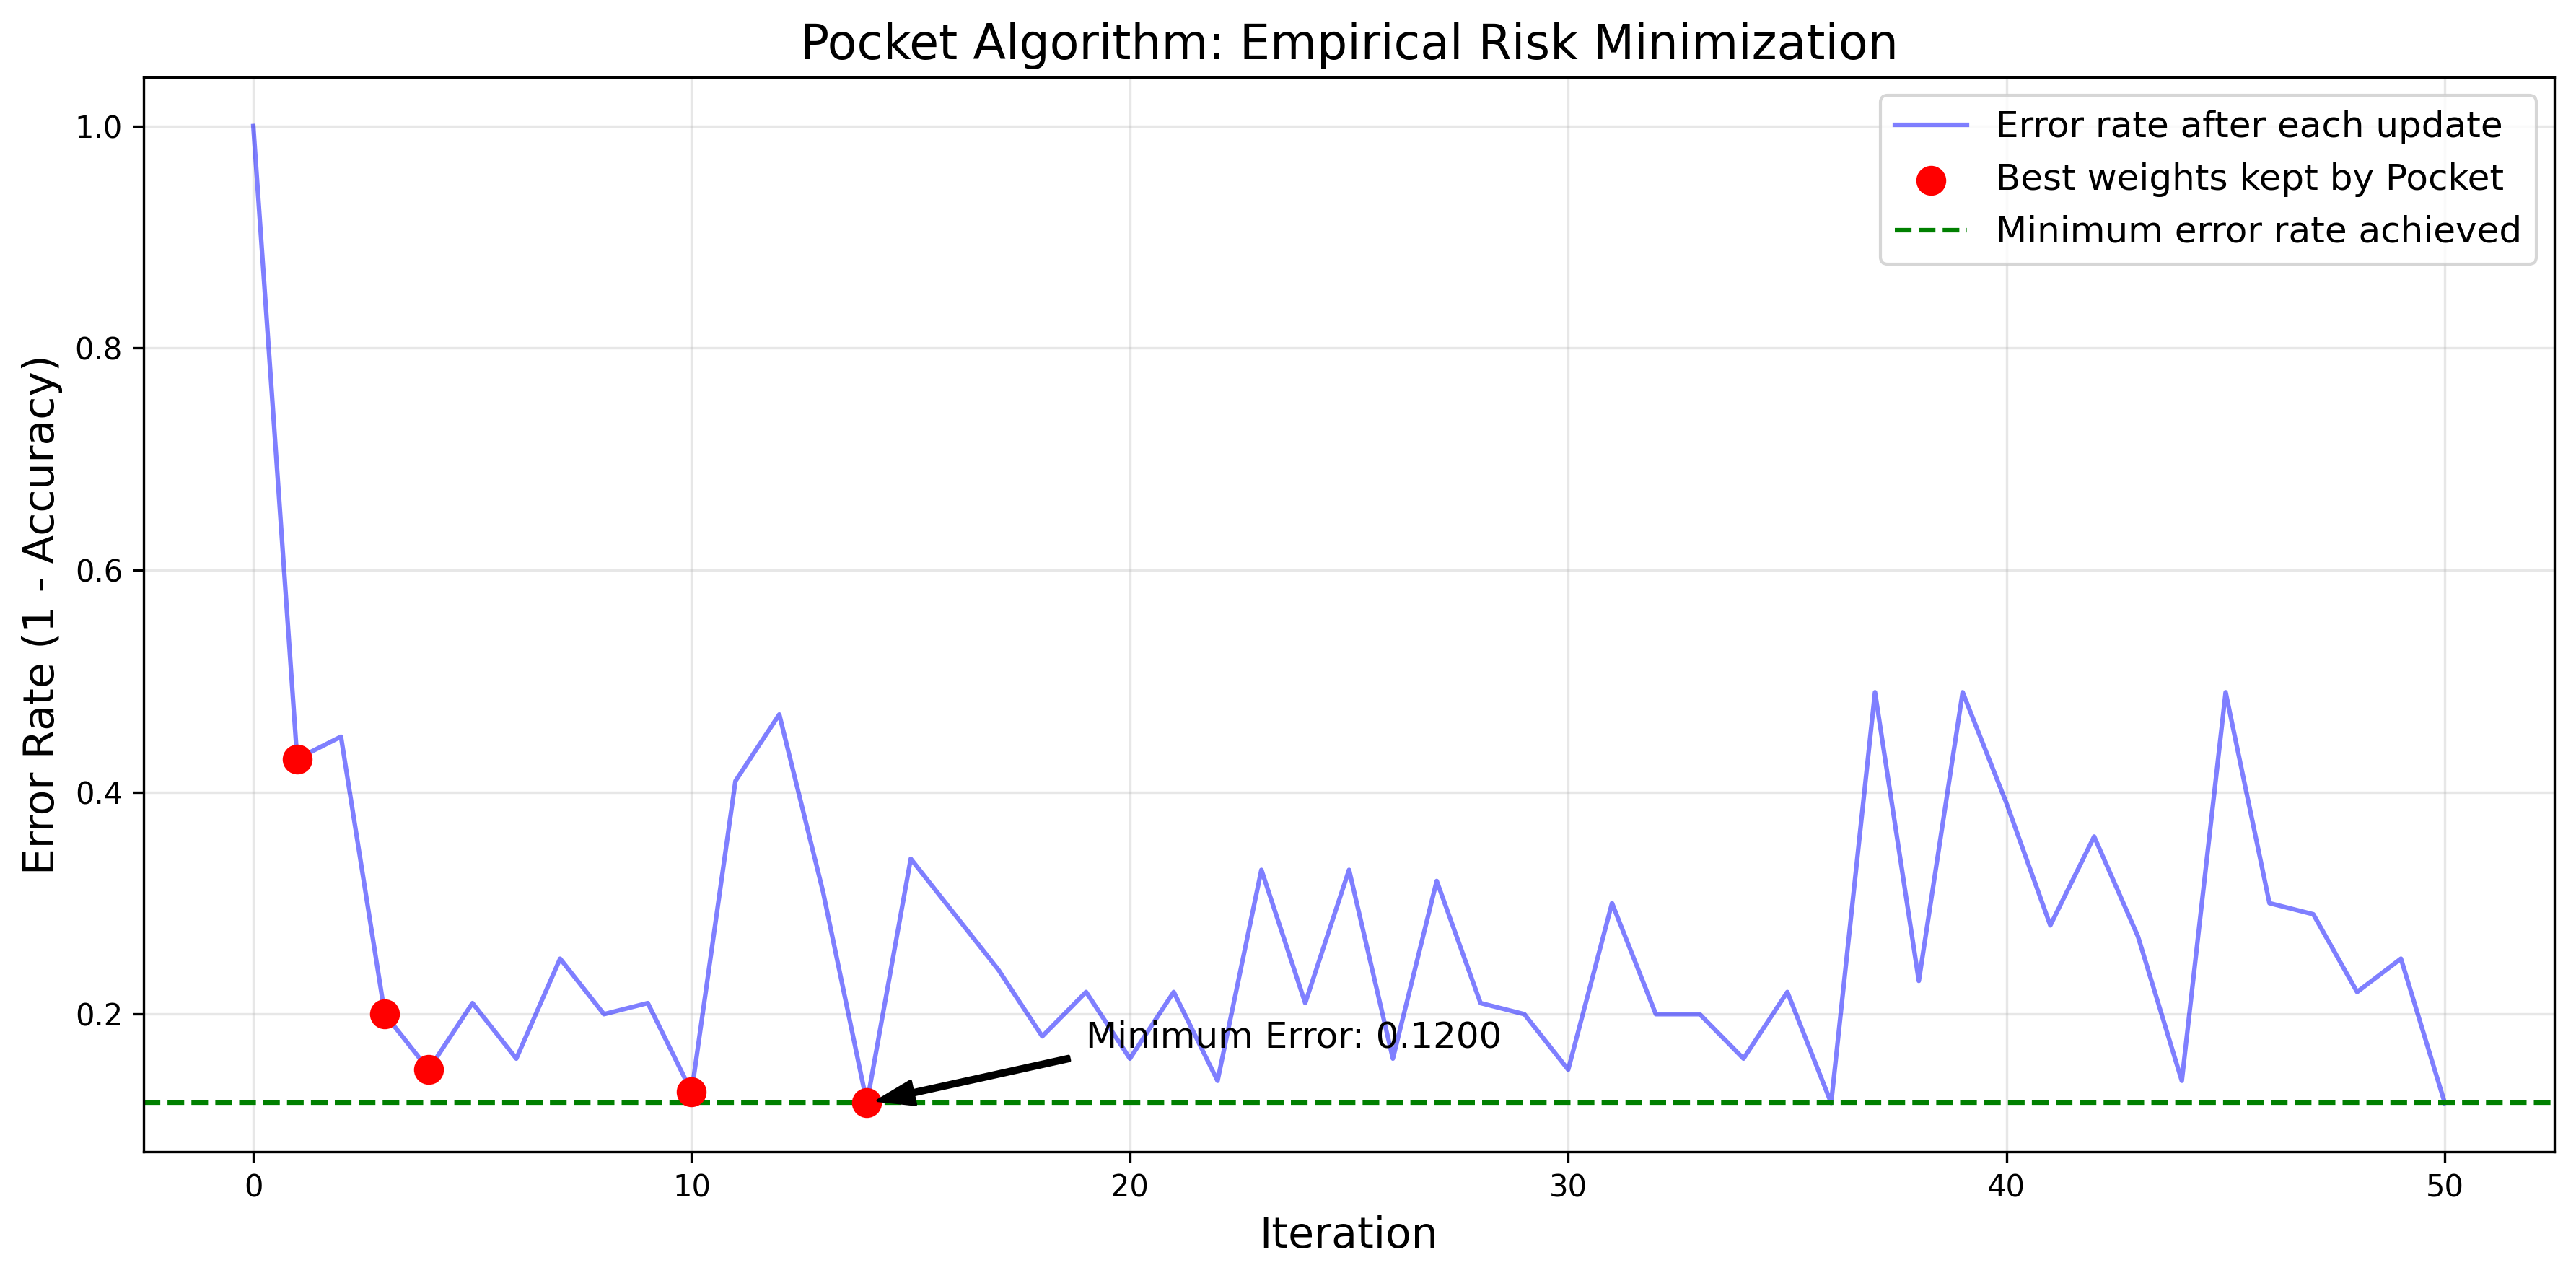 Pocket Algorithm: Empirical Risk Minimization
Error rate after each update
Best weights kept by Pocket
Minimum error rate achieved
Error Rate (1 - Accuracy)
1.0
0.8
0.6
0.4
0.2
Minimum Error: 0.1200
0 10 20 30 40 50
Iteration